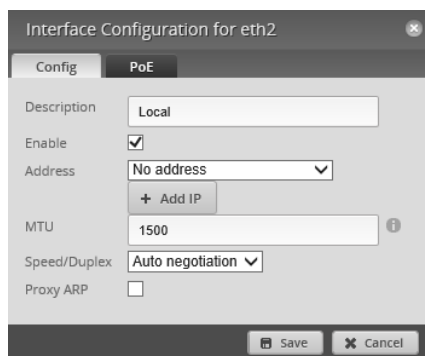 Interface Configuration for eth2
Config PoE
Description Local
Enable
Address No address
+ Add IP
MTU 1500
Speed/Duplex Auto negotiation
Proxy ARP
Save Cancel